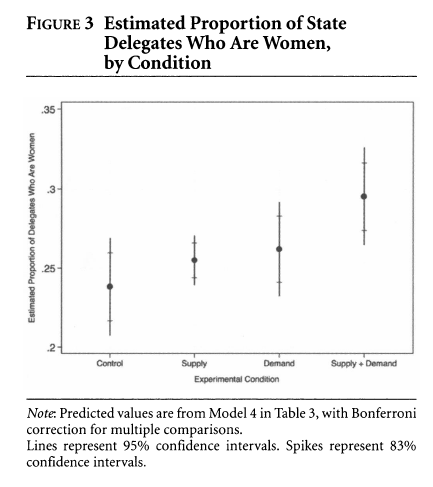 FIGURE 3 Estimated Proportion of State
Delegates Who Are Women,
by Condition
.35
.3
.25
.2
Estimated Proportion of Delegates Who Are Women
Control Supply Demand Supply + Demand
Experimental Condition
Note: Predicted values are from Model 4 in Table 3, with Bonferroni
correction for multiple comparisons.
Lines represent 95% confidence intervals. Spikes represent 83%
confidence intervals.